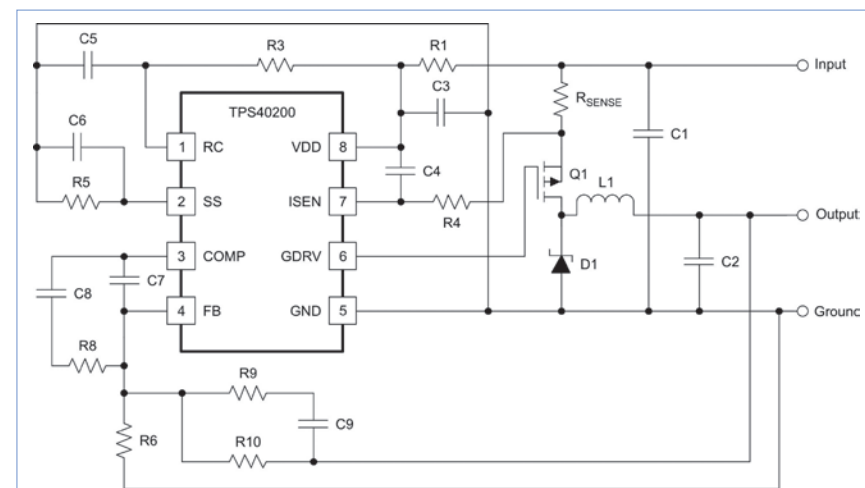 C5
R3
R1
Input
C3
RSENSE
TPS40200
C6
C1
1 RC
VDD 8
C4
Q1
R5
2 SS
ISEN 7
R4
L1
Output
3 COMP
GDRV 6
C7
C8
D1
C2
4 FB
GND 5
Ground
R8
R9
C9
R6
R10